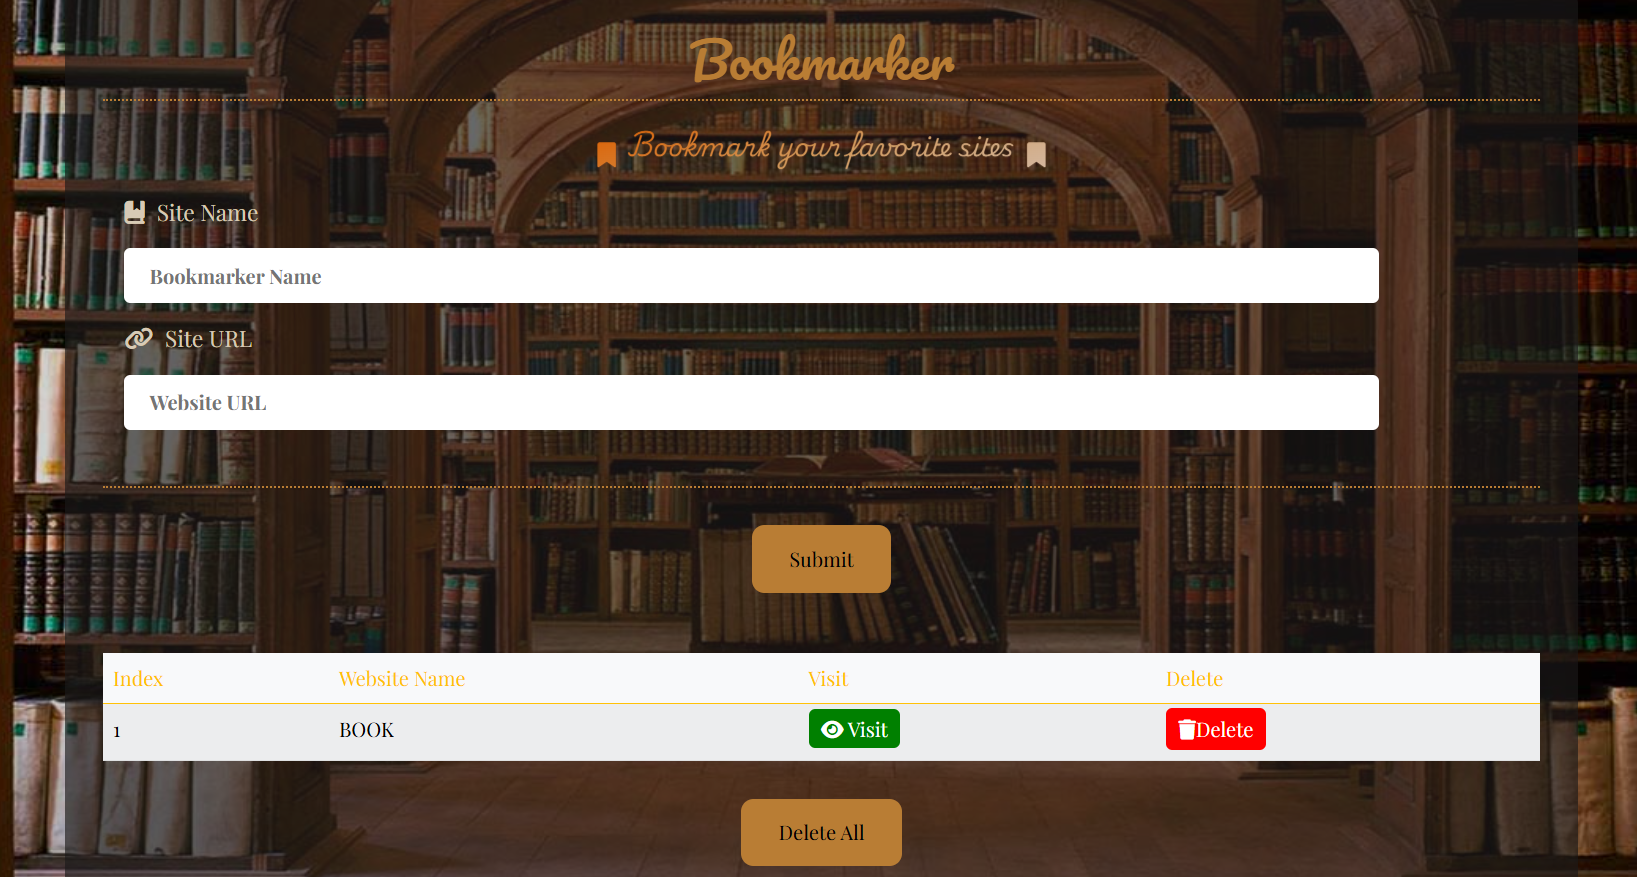 Bookmarker
Bookmark your favorite sites
Site Name
Bookmarker Name
Site URL
Website URL
Submit
Index Website Name Visit Delete
1 BOOK Visit Delete
Delete All